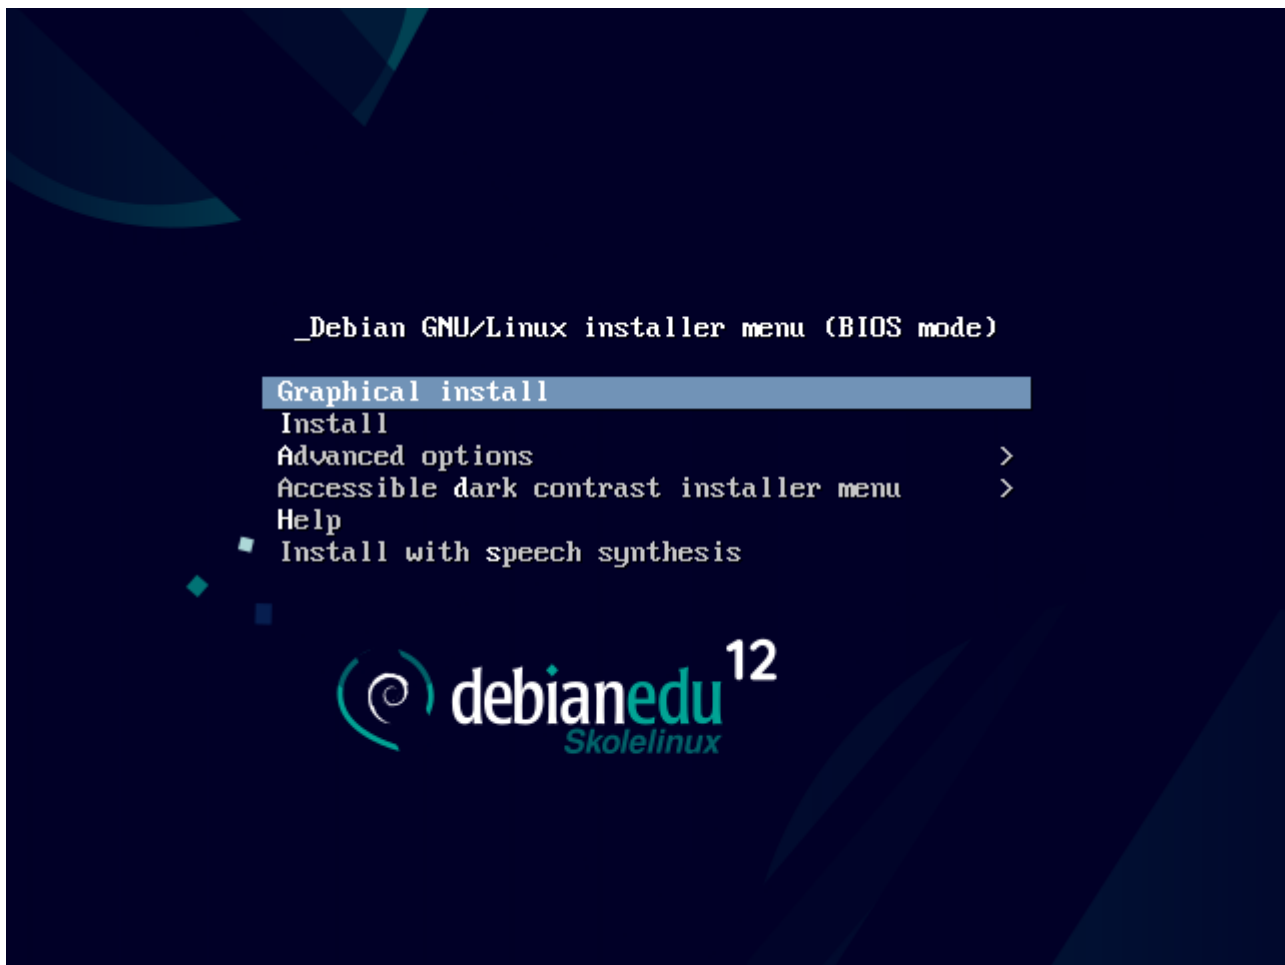 _Debian GNU/Linux installer menu (BIOS mode)
Graphical install
Install
Advanced options >
Accessible dark contrast installer menu >
Help
Install with speech synthesis
debianedu 12
Skolelinux